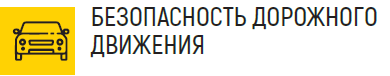 БЕЗОПАСНОСТЬ ДОРОЖНОГО
ДВИЖЕНИЯ